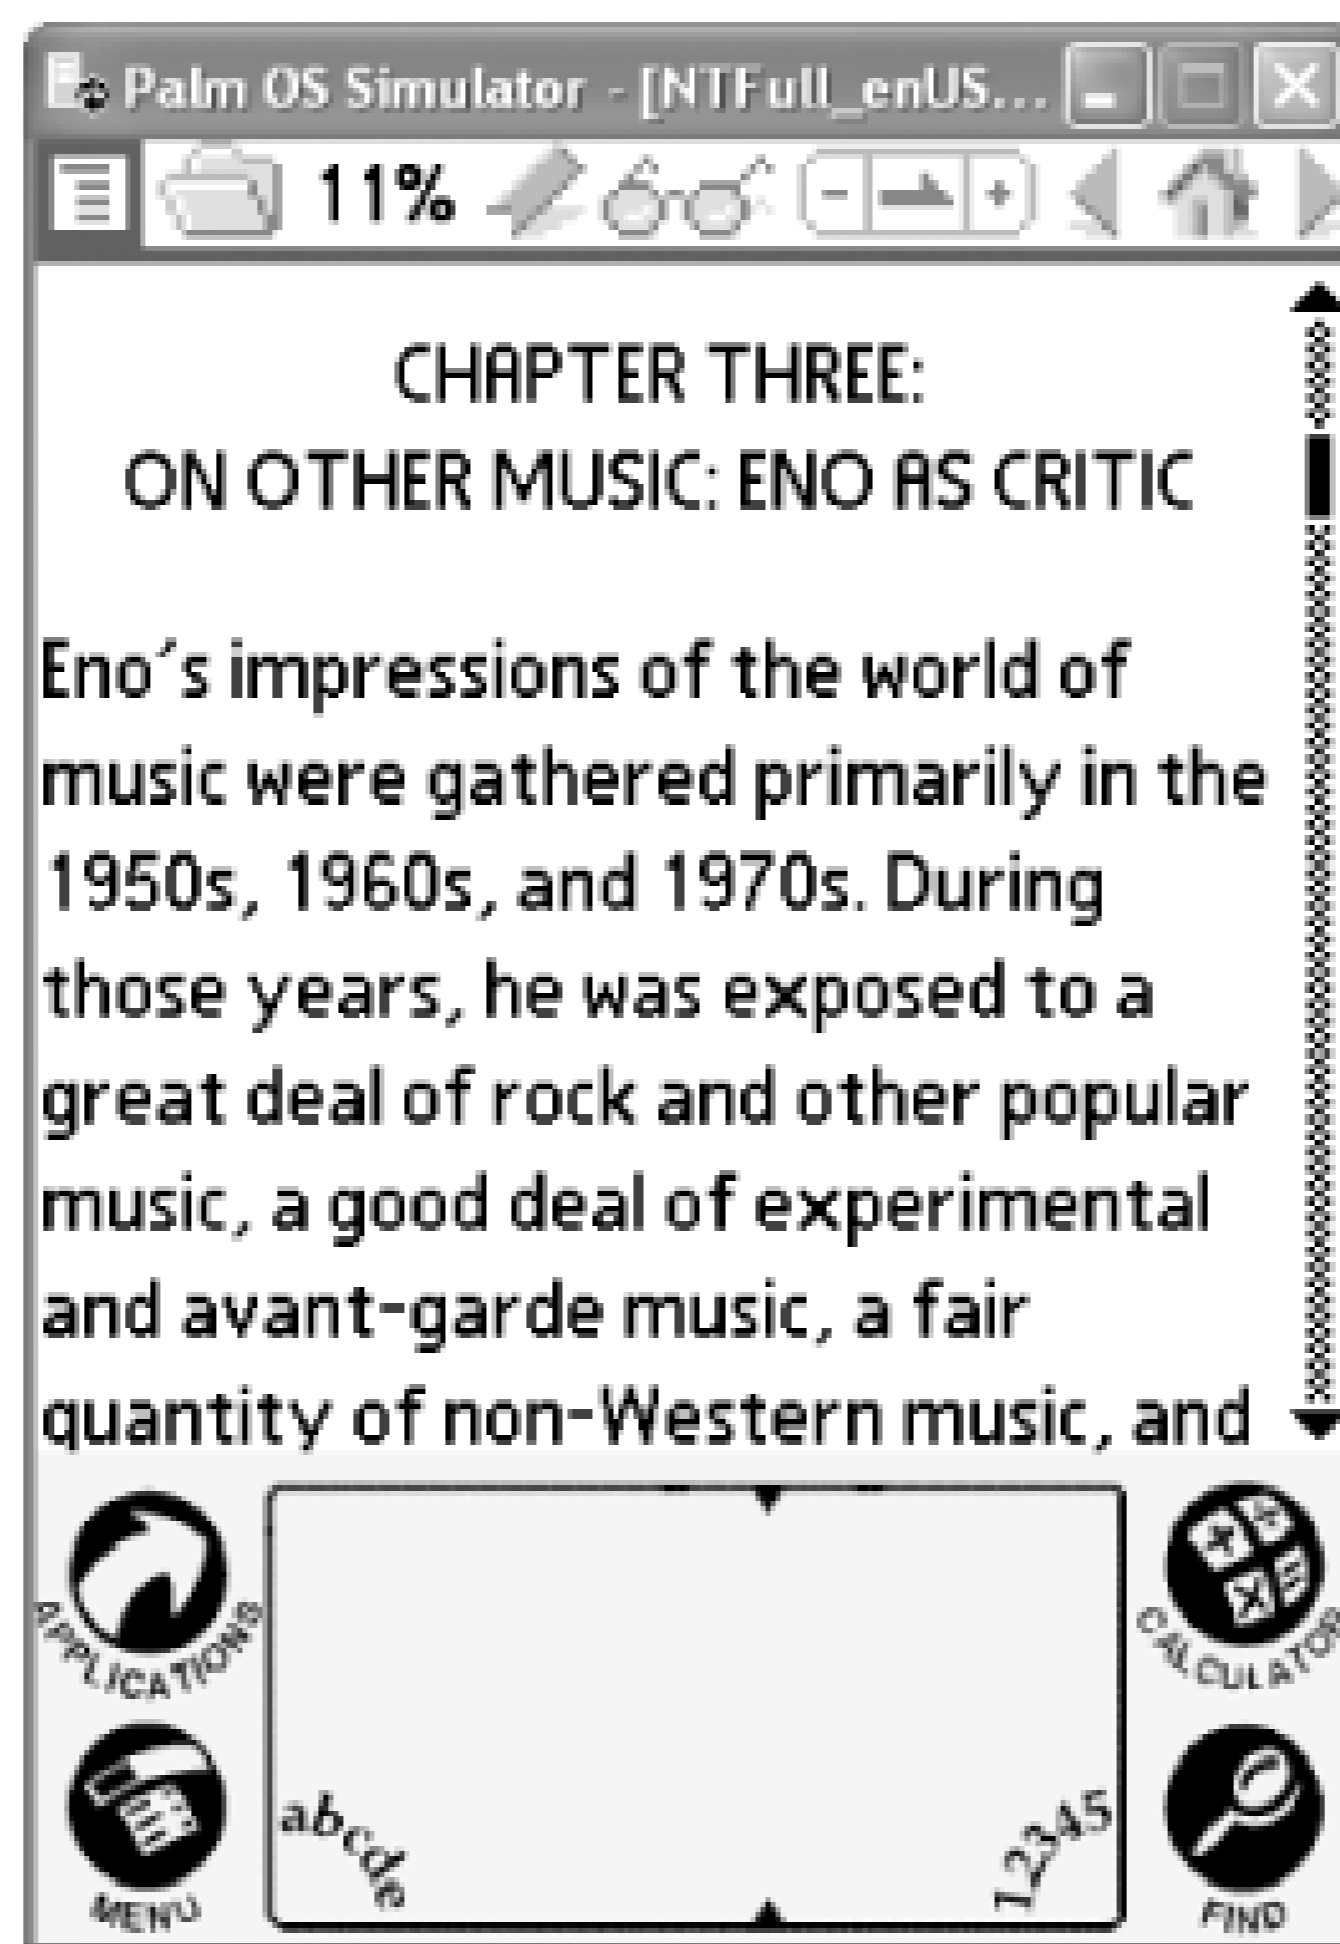 Palm OS Simulator - [NTFull_enUS...
11%
CHAPTER THREE:
ON OTHER MUSIC: ENO AS CRITIC
Eno's impressions of the world of
music were gathered primarily in the
1950s, 1960s, and 1970s. During
those years, he was exposed to a
great deal of rock and other popular
music, a good deal of experimental
and avant-garde music, a fair
quantity of non-Western music, and
APPLICATIONS
CALCULATOR
abcde
12345
MENU
FIND